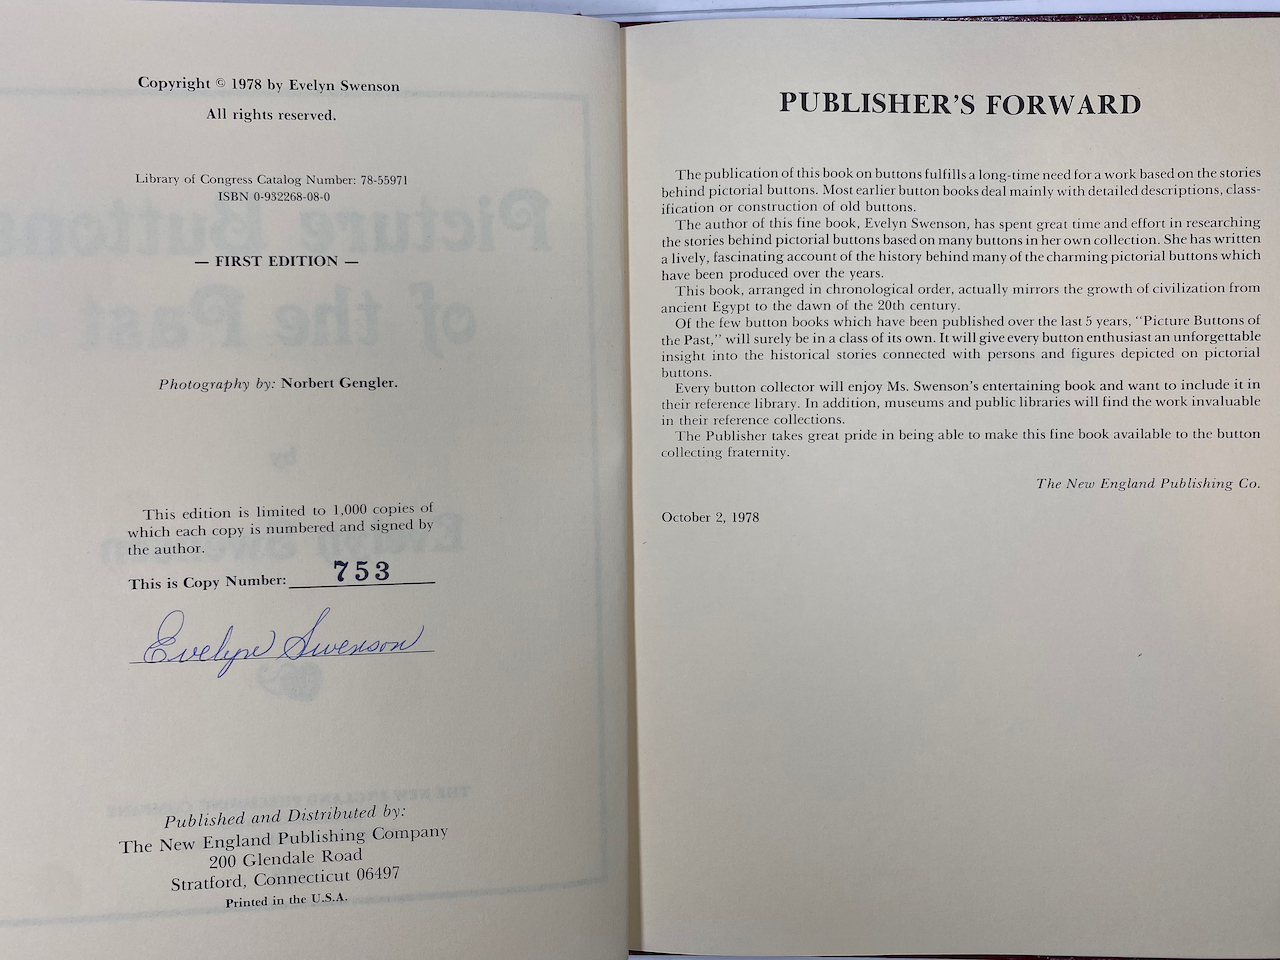 Copyright © 1978 by Evelyn Swenson
All rights reserved.
Library of Congress Catalog Number: 78-55971
ISBN 0-932268-08-0
— FIRST EDITION —
Photography by: Norbert Gengler.
This edition is limited to 1,000 copies of
which each copy is numbered and signed by
the author.
This is Copy Number: 753
Evelyn Swenson
Published and Distributed by:
The New England Publishing Company
200 Glendale Road
Stratford, Connecticut 06497
Printed in the U.S.A.
PUBLISHER'S FORWARD
The publication of this book on buttons fulfills a long-time need for a work based on the stories
behind pictorial buttons. Most earlier button books deal mainly with detailed descriptions, class-
ification or construction of old buttons.
The author of this fine book, Evelyn Swenson, has spent great time and effort in researching
the stories behind pictorial buttons based on many buttons in her own collection. She has written
a lively, fascinating account of the history behind many of the charming pictorial buttons which
have been produced over the years.
This book, arranged in chronological order, actually mirrors the growth of civilization from
ancient Egypt to the dawn of the 20th century.
Of the few button books which have been published over the last 5 years, "Picture Buttons of
the Past," will surely be in a class of its own. It will give every button enthusiast an unforgettable
insight into the historical stories connected with persons and figures depicted on pictorial
buttons.
Every button collector will enjoy Ms. Swenson's entertaining book and want to include it in
their reference library. In addition, museums and public libraries will find the work invaluable
in their reference collections.
The Publisher takes great pride in being able to make this fine book available to the button
collecting fraternity.
The New England Publishing Co.
October 2, 1978